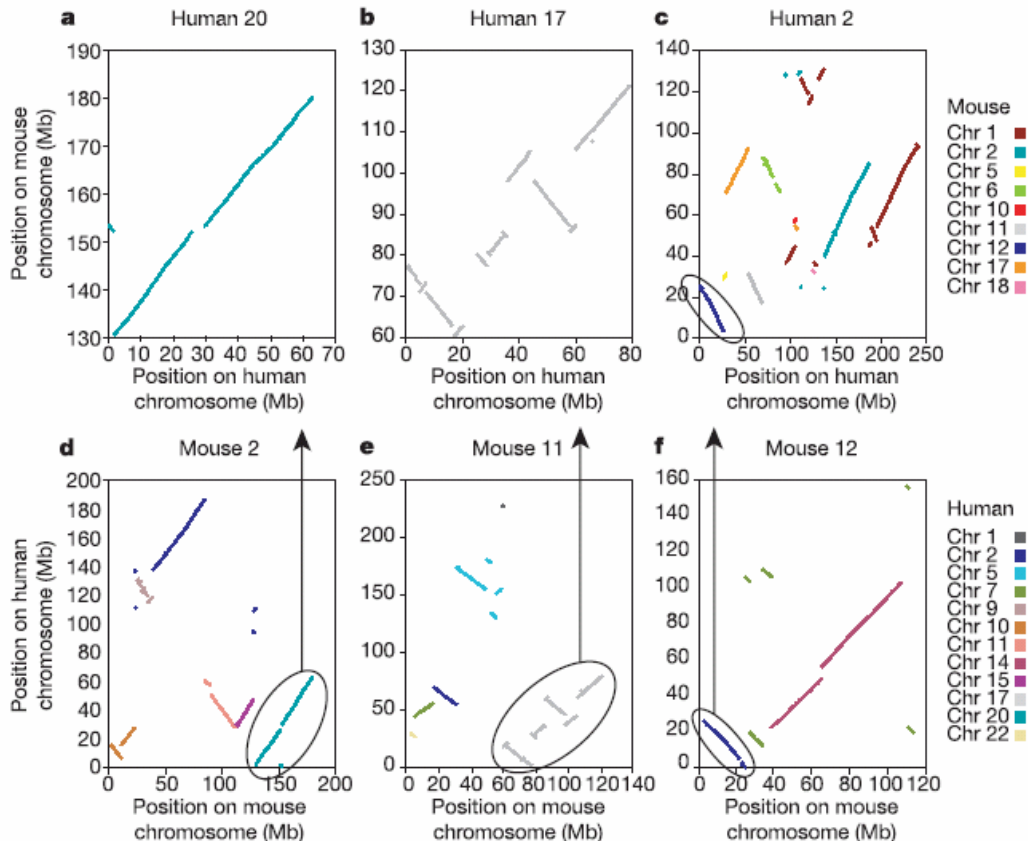 a Human 20
b Human 17
c Human 2
190
180
170
160
150
140
130
0 10 20 30 40 50 60 70
Position on mouse
chromosome (Mb)
Position on human
chromosome (Mb)
130
120
110
100
90
80
70
60
0 20 40 60 80
Position on human
chromosome (Mb)
140
120
100
80
60
40
20
0
0 50 100 150 200 250
Position on human
chromosome (Mb)
Mouse
Chr 1
Chr 2
Chr 5
Chr 6
Chr 10
Chr 11
Chr 12
Chr 17
Chr 18
d Mouse 2
e Mouse 11
f Mouse 12
200
180
160
140
120
100
80
60
40
20
0
0 50 100 150 200
Position on human
chromosome (Mb)
Position on mouse
chromosome (Mb)
250
200
150
100
50
0
0 20 40 60 80 100 120 140
Position on mouse
chromosome (Mb)
160
140
120
100
80
60
40
20
0
0 20 40 60 80 100 120
Position on mouse
chromosome (Mb)
Human
Chr 1
Chr 2
Chr 5
Chr 7
Chr 9
Chr 10
Chr 11
Chr 14
Chr 15
Chr 17
Chr 20
Chr 22